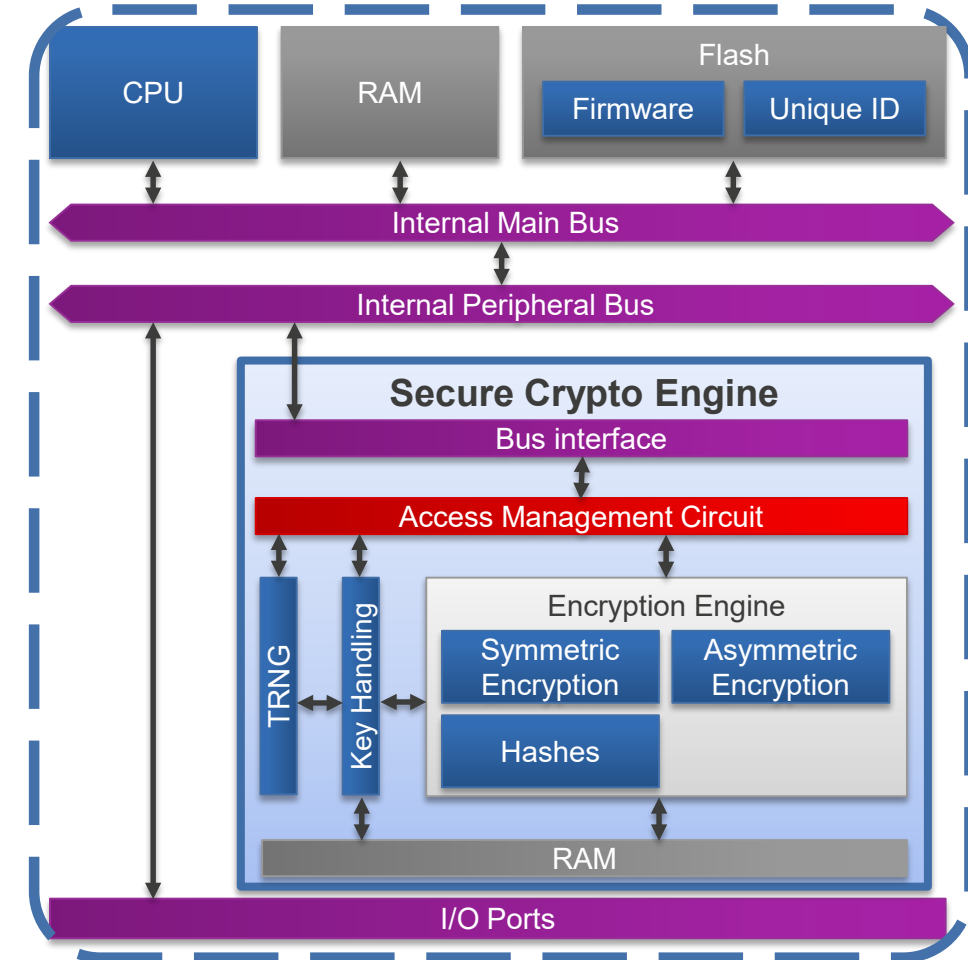 CPU
RAM
Flash
Firmware
Unique ID
Internal Main Bus
Internal Peripheral Bus
Secure Crypto Engine
Bus interface
Access Management Circuit
TRNG
Key Handling
Encryption Engine
Symmetric
Encryption
Asymmetric
Encryption
Hashes
RAM
I/O Ports